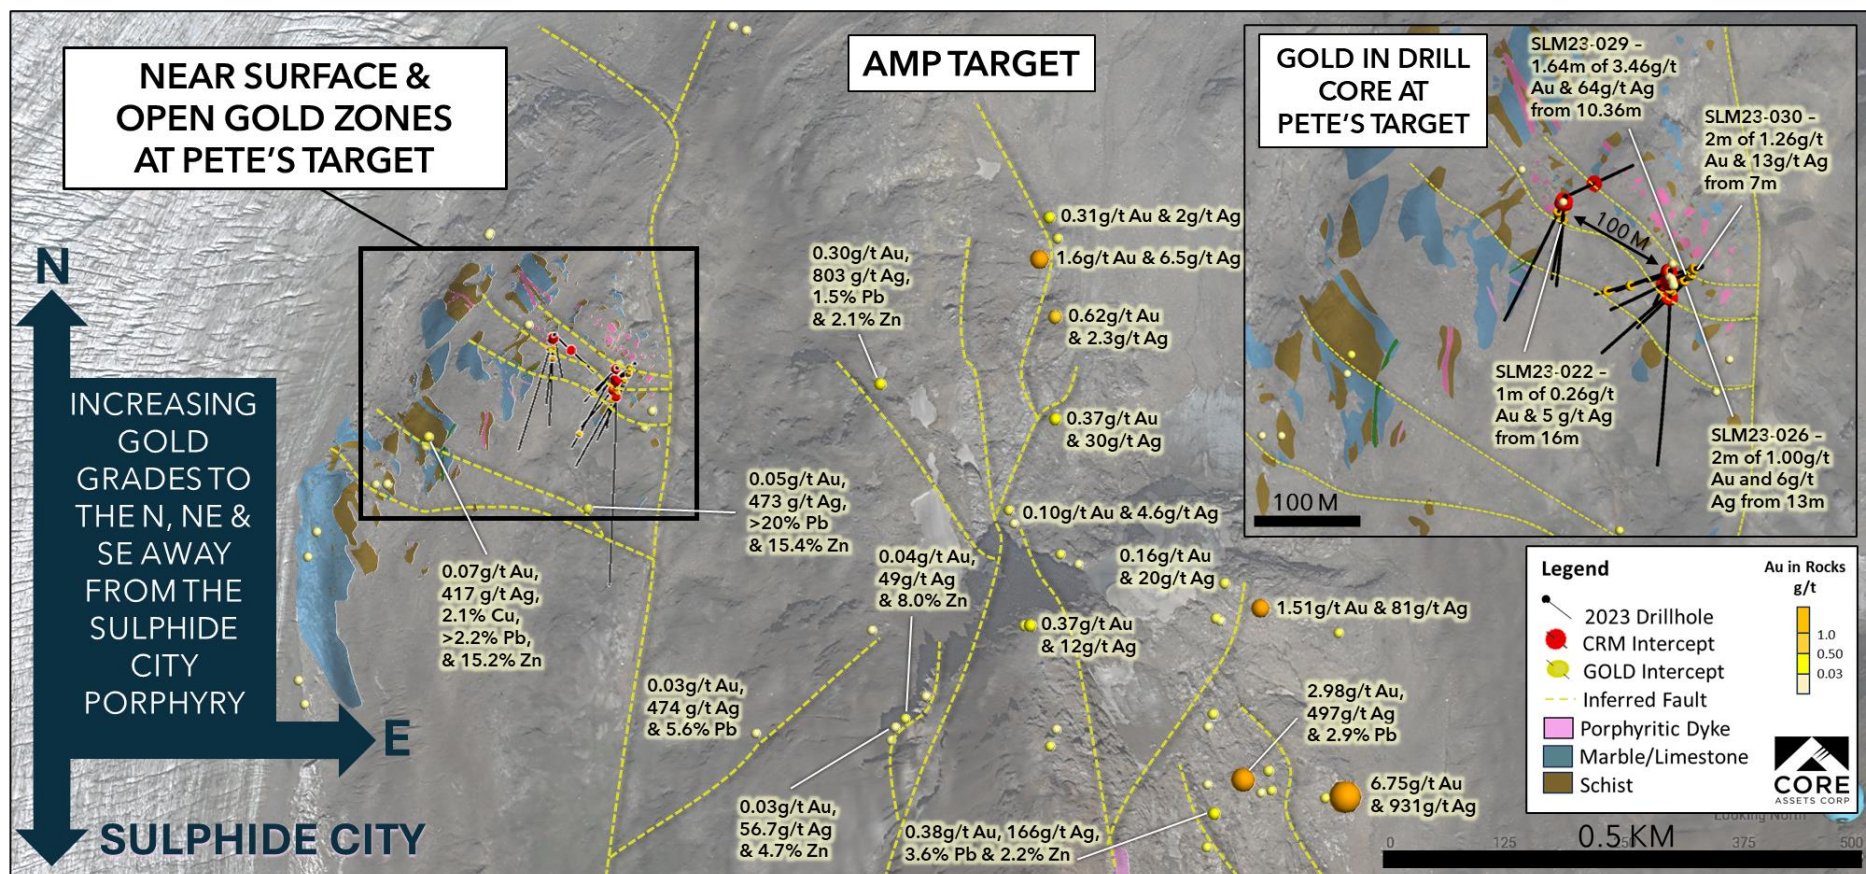 NEAR SURFACE &
OPEN GOLD ZONES
AT PETE'S TARGET
AMP TARGET
GOLD IN DRILL
CORE AT
PETE'S TARGET
SLM23-029 –
1.64m of 3.46g/t
Au & 64g/t Ag
from 10.36m
SLM23-030 –
2m of 1.26g/t
Au & 13g/t Ag
from 7m
100 M
SLM23-022 –
1m of 0.26g/t
Au & 5 g/t Ag
from 16m
SLM23-026 –
2m of 1.00g/t
Au and 6g/t
Ag from 13m
100 M
N
INCREASING
GOLD
GRADES TO
THE N, NE &
SE AWAY
FROM THE
SULPHIDE
CITY
PORPHYRY
E
SULPHIDE CITY
0.30g/t Au,
803 g/t Ag,
1.5% Pb
& 2.1% Zn
0.31g/t Au & 2g/t Ag
1.6g/t Au & 6.5g/t Ag
0.62g/t Au
& 2.3g/t Ag
0.37g/t Au
& 30g/t Ag
0.05g/t Au,
473 g/t Ag,
>20% Pb
& 15.4% Zn
0.10g/t Au & 4.6g/t Ag
0.07g/t Au,
417 g/t Ag,
2.1% Cu,
>2.2% Pb,
& 15.2% Zn
0.04g/t Au,
49g/t Ag
& 8.0% Zn
0.16g/t Au
& 20g/t Ag
1.51g/t Au & 81g/t Ag
0.37g/t Au
& 12g/t Ag
0.03g/t Au,
474 g/t Ag
& 5.6% Pb
2.98g/t Au,
497g/t Ag
& 2.9% Pb
6.75g/t Au
& 931g/t Ag
0.03g/t Au,
56.7g/t Ag
& 4.7% Zn
0.38g/t Au, 166g/t Ag,
3.6% Pb & 2.2% Zn
Legend
2023 Drillhole
CRM Intercept
GOLD Intercept
Inferred Fault
Porphyritic Dyke
Marble/Limestone
Schist
Au in Rocks
g/t
1.0
0.50
0.03
CORE
ASSETS CORP
Looking North
0.5 KM
0 125 375 500